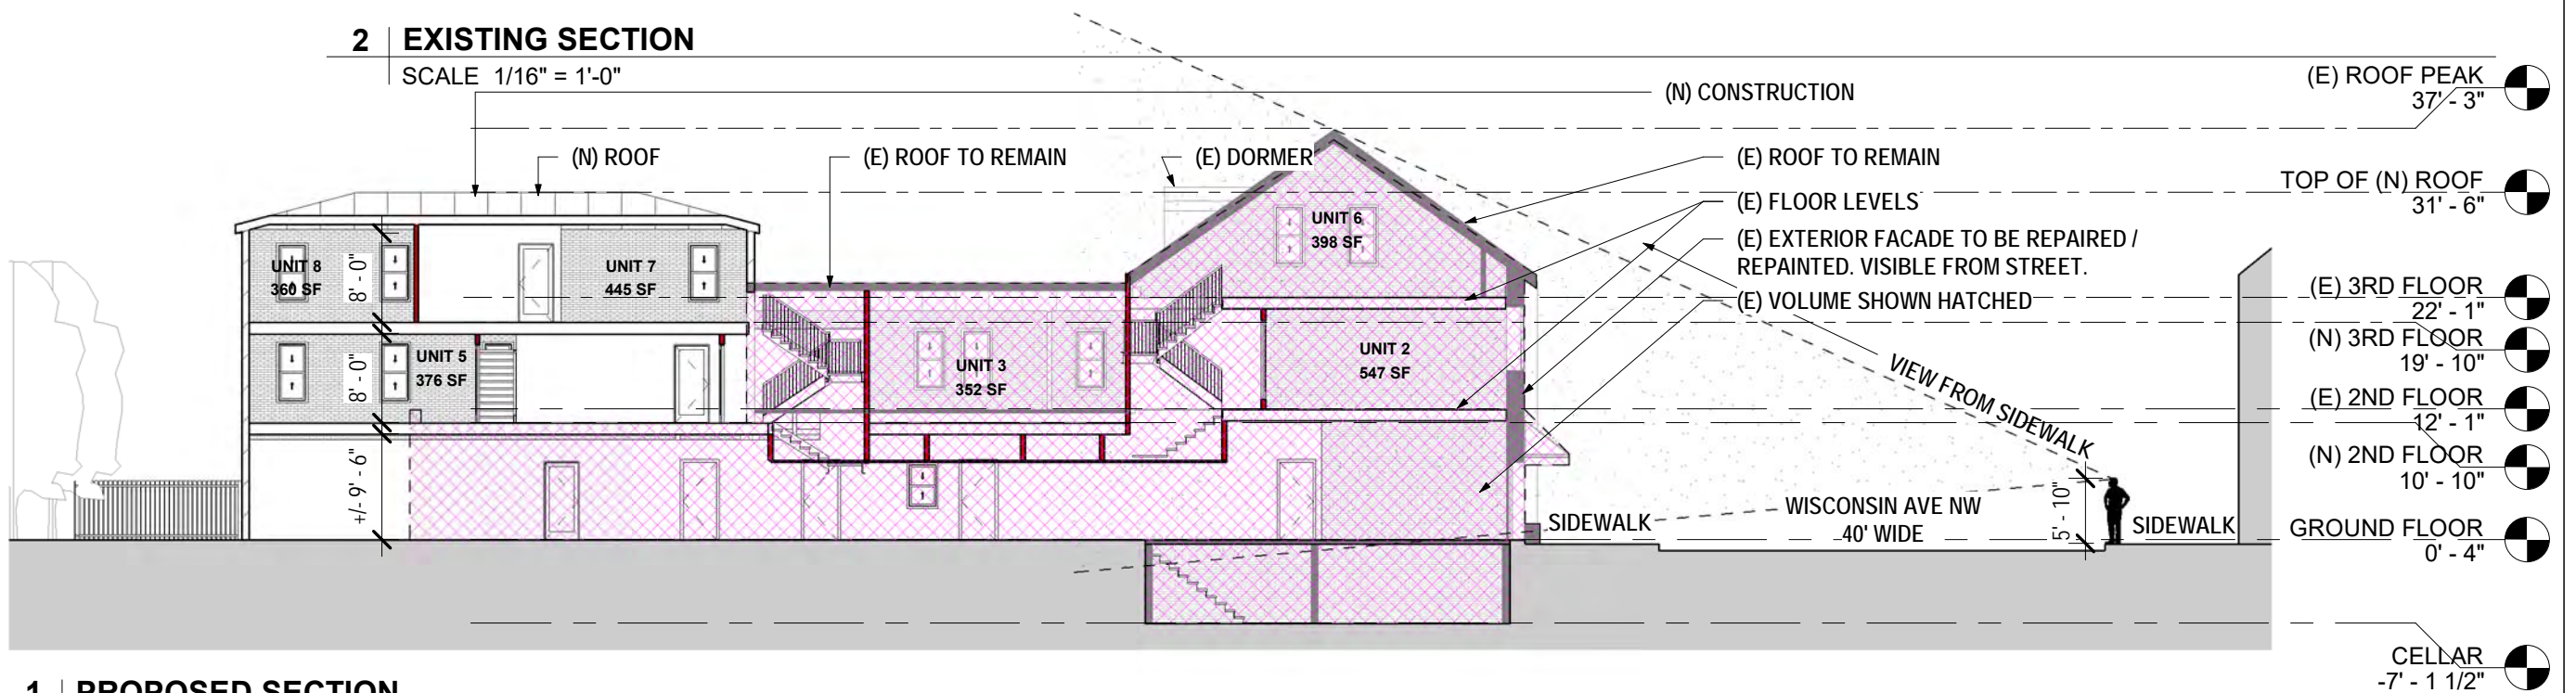 2 EXISTING SECTION
SCALE 1/16" = 1'-0"
(E) ROOF PEAK
37' - 3"
(N) CONSTRUCTION
(N) ROOF
(E) ROOF TO REMAIN
(E) DORMER
(E) ROOF TO REMAIN
TOP OF (N) ROOF
31' - 6"
(E) FLOOR LEVELS
(E) EXTERIOR FACADE TO BE REPAIRED /
REPAINTED. VISIBLE FROM STREET.
(E) VOLUME SHOWN HATCHED
UNIT 6
398 SF
UNIT 8
360 SF
8' - 0"
UNIT 7
445 SF
(E) 3RD FLOOR
22' - 1"
(N) 3RD FLOOR
19' - 10"
UNIT 5
376 SF
8' - 0"
UNIT 3
352 SF
UNIT 2
547 SF
VIEW FROM SIDEWALK
(E) 2ND FLOOR
12' - 1"
(N) 2ND FLOOR
10' - 10"
+/- 9' - 6"
SIDEWALK
WISCONSIN AVE NW
40' WIDE
5' - 10"
SIDEWALK
GROUND FLOOR
0' - 4"
CELLAR
-7' - 1 1/2"
1 PROPOSED SECTION